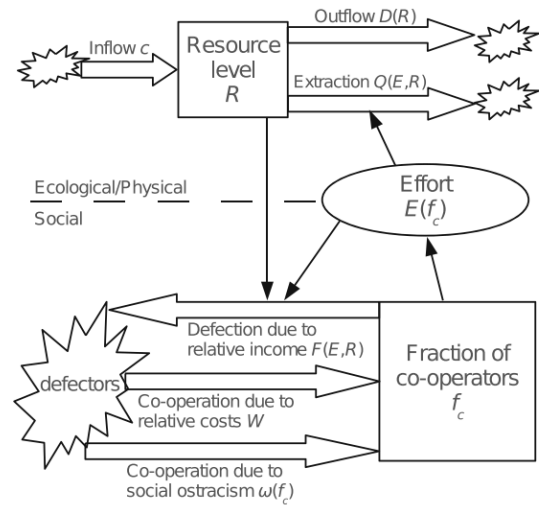 Outflow D(R)
Inflow c
Resource
level
R
Extraction Q(E,R)
Effort
E(f_c)
Ecological/Physical
Social
Defection due to
relative income F(E,R)
defectors
Fraction of
co-operators
f_c
Co-operation due to
relative costs W
Co-operation due to
social ostracism ω(f_c)